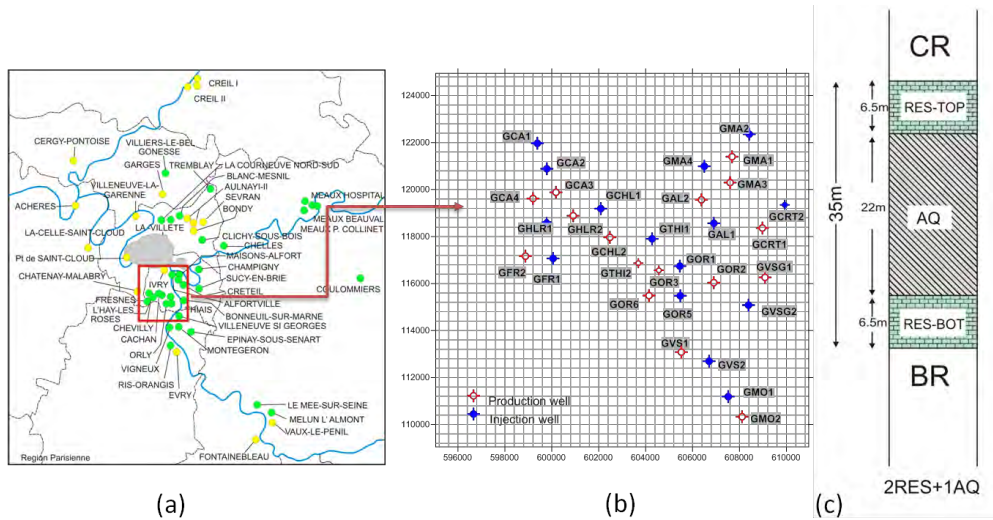 CREIL I
CREIL II
CERGY-PONTOISE
VILLIERS-LE-BEL
GONESSE
GARGES
TREMBLAY
LA COURNEUVE NORD-SUD
BLANC-MESNIL
AULNAYI-II
SEVRAN
VILLENEUVE-LA-
GARENNE
BONDY
MEAUX HOSPITAL
ACHERES
LA-VILLETE
MEAUX BEAUVAL
MEAUX P. COLLINET
LA-CELLE-SAINT-CLOUD
CLICHY-SOUS-BOIS
CHELLES
Pt de SAINT-CLOUD
MAISONS-ALFORT
CHATENAY-MALABRY
CHAMPIGNY
IVRY
SUCY-EN-BRIE
COULOMMIERS
CRETEIL
FRESNES
THIAIS
ALFORTVILLE
L'HAY-LES-
ROSES
BONNEUIL-SUR-MARNE
CHEVILLY
VILLENEUVE SI GEORGES
CACHAN
EPINAY-SOUS-SENART
ORLY
MONTEGERON
VIGNEUX
RIS-ORANGIS
EVRY
LE MEE-SUR-SEINE
MELUN L' ALMONT
VAUX-LE-PENIL
FONTAINEBLEAU
Region Parisienne
(a)
124000
122000
120000
118000
116000
114000
112000
110000
GCA1
GMA2
GCA2
GMA4
GMA1
GCA3
GMA3
GCA4
GCHL1
GAL2
GCRT2
GHLR1
GHLR2
GTHI1
GAL1
GCHL2
GCRT1
GFR2
GFR1
GTHI2
GOR1
GOR2
GVSG1
GOR3
GOR6
GOR5
GVSG2
GVS1
GVS2
GMO1
GMO2
Production well
Injection well
596000 598000 600000 602000 604000 606000 608000 610000
(b)
CR
6.5m
RES-TOP
35m
22m
AQ
6.5m
RES-BOT
BR
2RES+1AQ
(c)